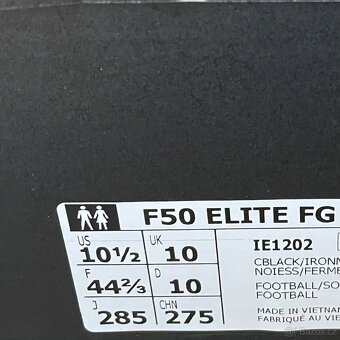 F50 ELITE FG
US UK
10½ 10 IE1202
CBLACK/IRONM
F D NOIESS/FERME
44⅔ 10 FOOTBALL/SO
FOOTBALL
J CHN
285 275 MADE IN VIETNAM
FABRIQUÉ AU VIE